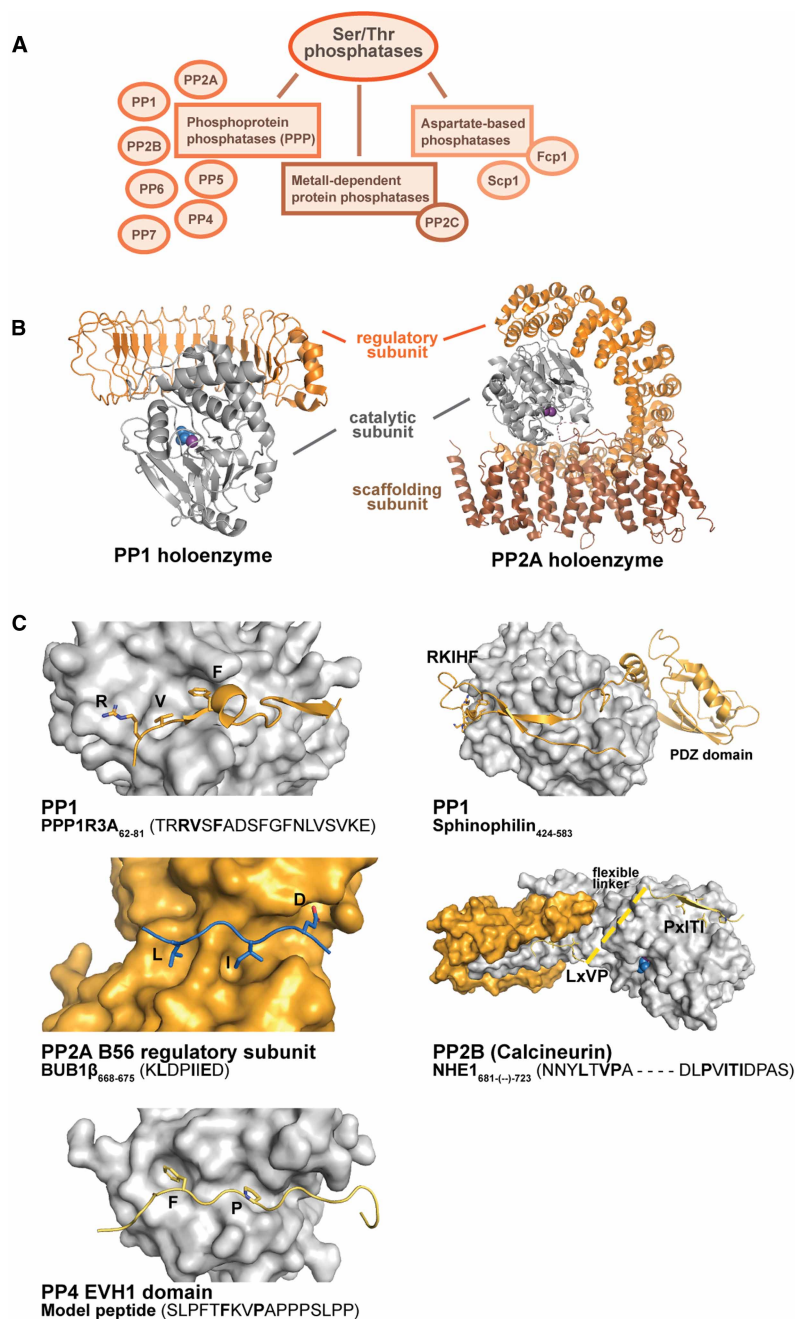 A
Ser/Thr
phosphatases
PP2A
PP1
Phosphoprotein
phosphatases (PPP)
Aspartate-based
phosphatases
PP2B
Fcp1
PP6
PP5
Metall-dependent
protein phosphatases
Scp1
PP7
PP4
PP2C
B
regulatory
subunit
catalytic
subunit
scaffolding
subunit
PP1 holoenzyme
PP2A holoenzyme
C
R
V
F
PP1
PPP1R3A62-81 (TRRVSFADSFGFNLVSVKE)
RKIHF
PDZ domain
PP1
Sphinophilin424-583
L
I
D
PP2A B56 regulatory subunit
BUB1β668-675 (KLDPIIED)
flexible
linker
PxITI
LxVP
PP2B (Calcineurin)
NHE1681-(--)-723 (NNYLTVPA - - - - DLPVITIDPAS)
F
P
PP4 EVH1 domain
Model peptide (SLPFTFKVPAPPPSLPP)